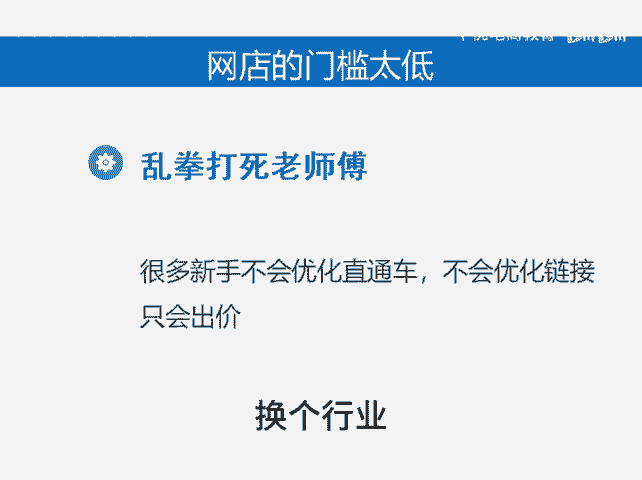 网店的门槛太低
乱拳打死老师傅
很多新手不会优化直通车，不会优化链接
只会出价
换个行业